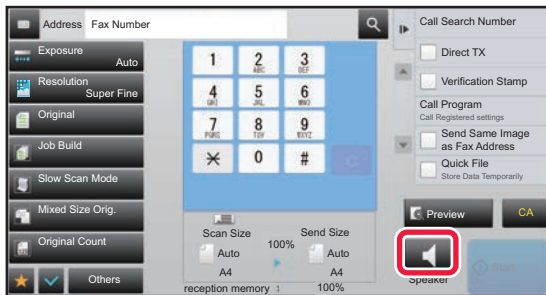 Address
Fax Number
Call Search Number
Exposure
Auto
Resolution
Super Fine
Original
Job Build
Slow Scan Mode
Mixed Size Orig.
Original Count
Others
1
2
ABC
3
DEF
4
GHI
5
JKL
6
MNO
7
PQRS
8
TUV
9
WXYZ
0
#
C
Scan Size
Send Size
100%
Auto
Auto
A4
A4
reception memory :
100%
Direct TX
Verification Stamp
Call Program
Call Registered settings
Send Same Image
as Fax Address
Quick File
Store Data Temporarily
Preview
CA
Speaker
Start